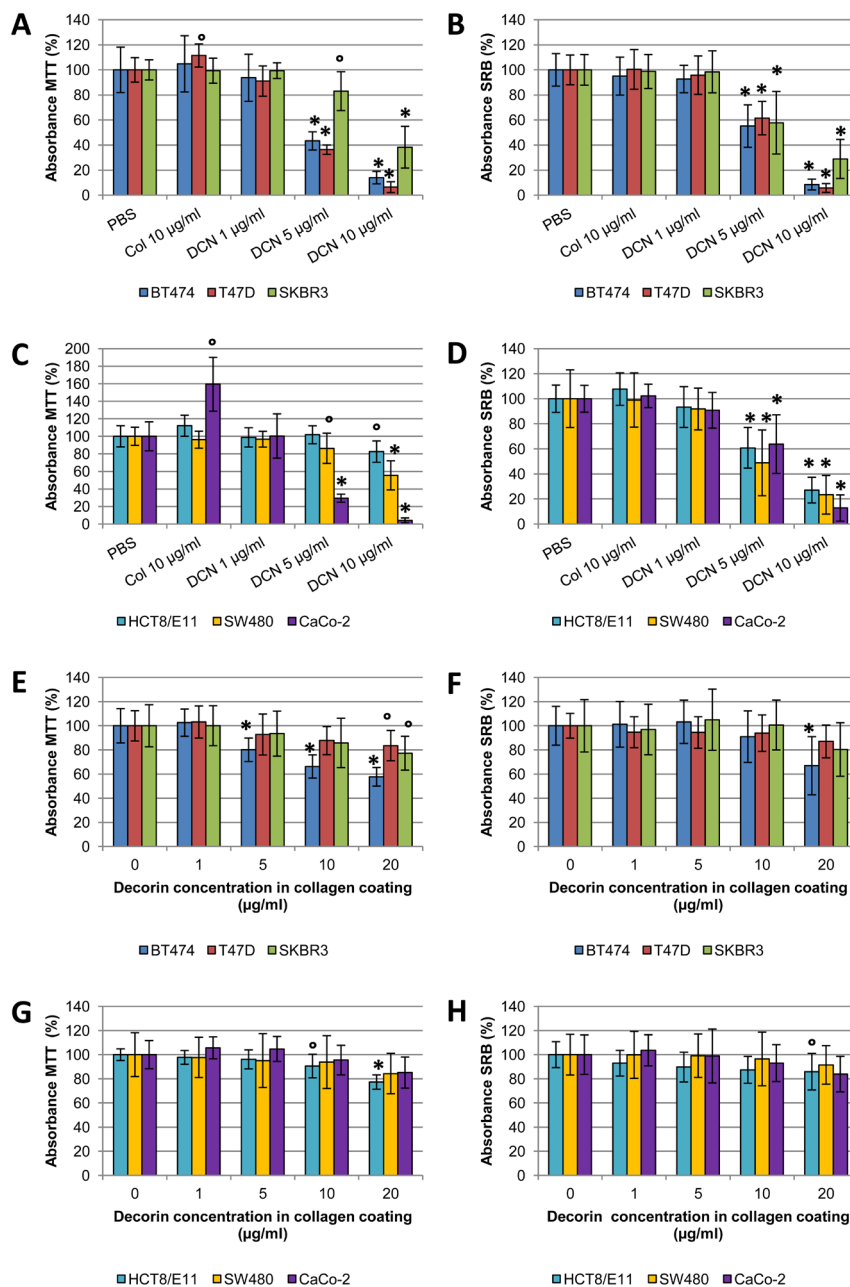 A
Absorbance MTT (%)
140
120
100
80
60
40
20
0
° * * ° * * *
PBS
Col 10 µg/ml
DCN 1 µg/ml
DCN 5 µg/ml
DCN 10 µg/ml
BT474 T47D SKBR3
B
Absorbance SRB (%)
140
120
100
80
60
40
20
0
* * * * * *
PBS
Col 10 µg/ml
DCN 1 µg/ml
DCN 5 µg/ml
DCN 10 µg/ml
BT474 T47D SKBR3
C
Absorbance MTT (%)
200
180
160
140
120
100
80
60
40
20
0
° ° * ° * *
PBS
Col 10 µg/ml
DCN 1 µg/ml
DCN 5 µg/ml
DCN 10 µg/ml
HCT8/E11 SW480 CaCo-2
D
Absorbance SRB (%)
140
120
100
80
60
40
20
0
* * * * * *
PBS
Col 10 µg/ml
DCN 1 µg/ml
DCN 5 µg/ml
DCN 10 µg/ml
HCT8/E11 SW480 CaCo-2
E
Absorbance MTT (%)
140
120
100
80
60
40
20
0
* * * ° °
0 1 5 10 20
Decorin concentration in collagen coating
(µg/ml)
BT474 T47D SKBR3
F
Absorbance SRB (%)
140
120
100
80
60
40
20
0
*
0 1 5 10 20
Decorin concentration in collagen coating
(µg/ml)
BT474 T47D SKBR3
G
Absorbance MTT (%)
140
120
100
80
60
40
20
0
° *
0 1 5 10 20
Decorin concentration in collagen coating
(µg/ml)
HCT8/E11 SW480 CaCo-2
H
Absorbance SRB (%)
140
120
100
80
60
40
20
0
°
0 1 5 10 20
Decorin concentration in collagen coating
(µg/ml)
HCT8/E11 SW480 CaCo-2